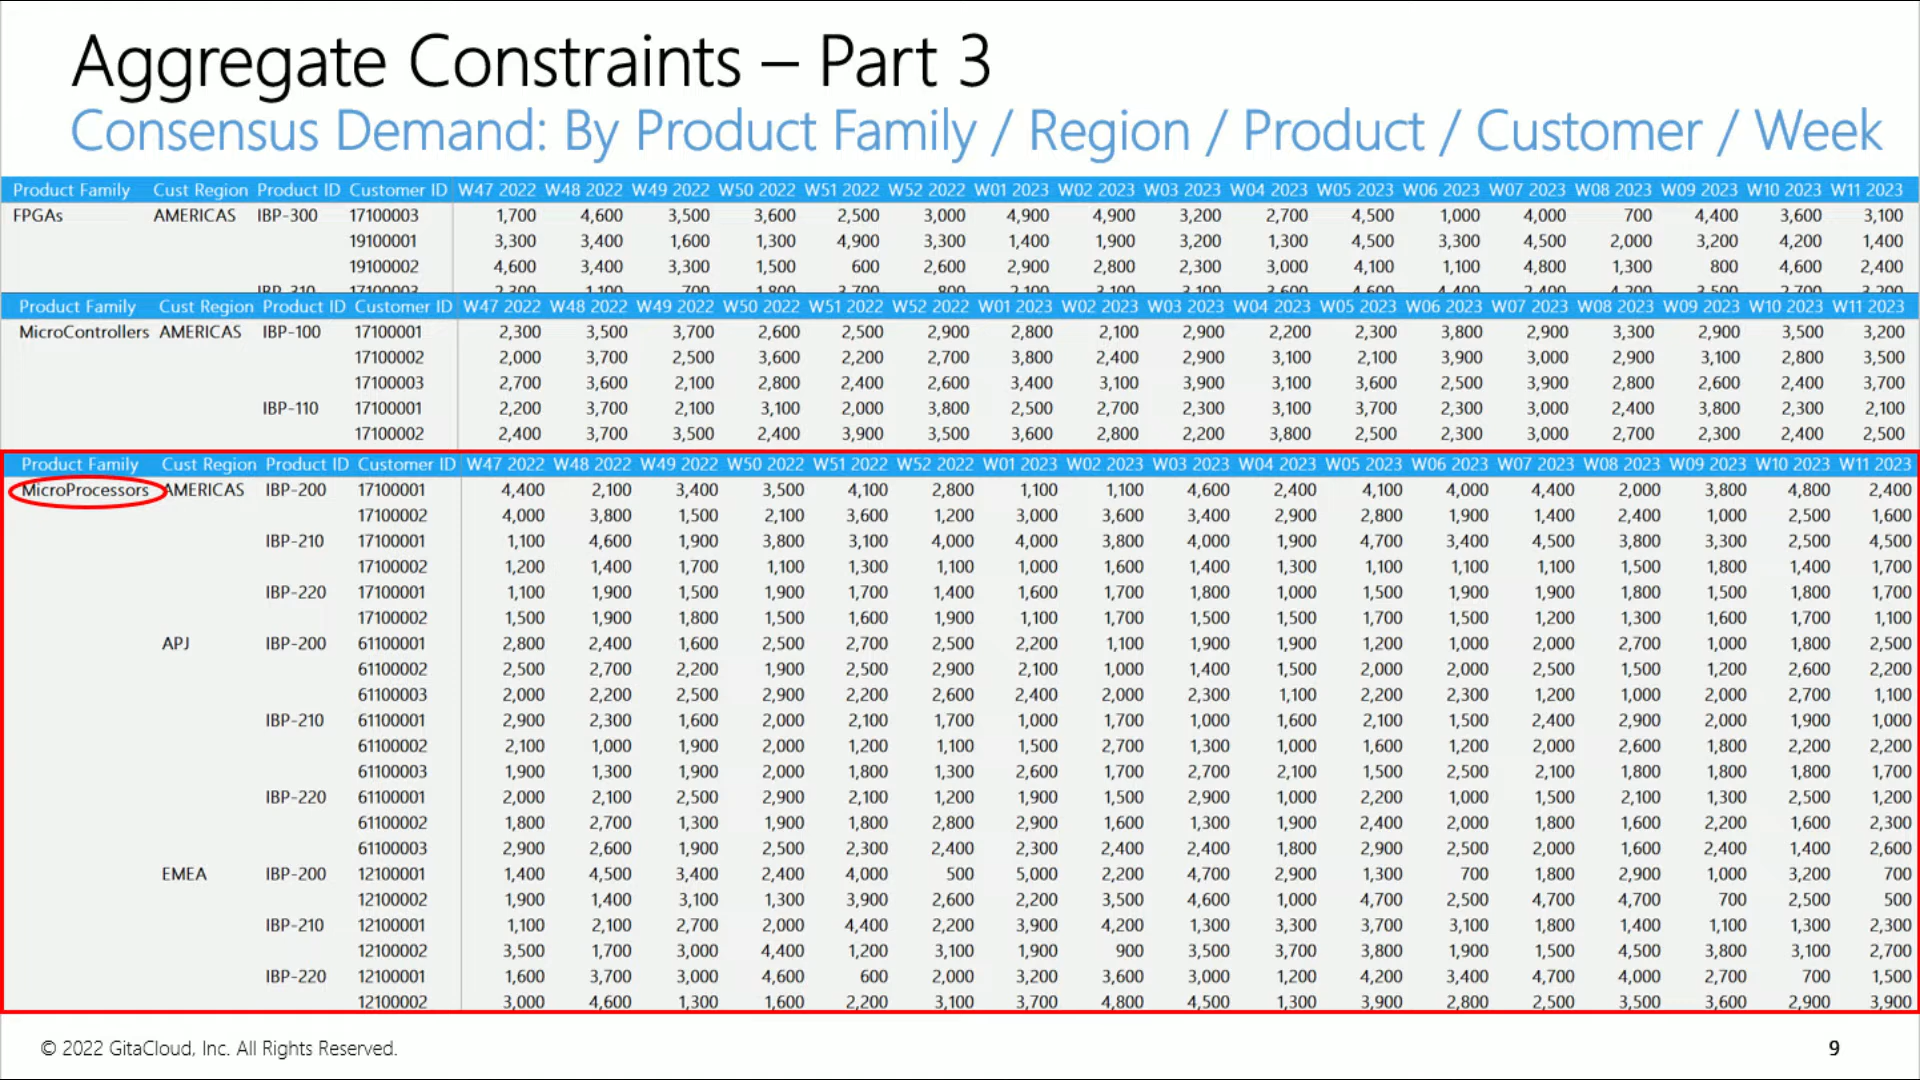 Aggregate Constraints – Part 3
Consensus Demand: By Product Family / Region / Product / Customer / Week
Product Family Cust Region Product ID Customer ID W47 2022 W48 2022 W49 2022 W50 2022 W51 2022 W52 2022 W01 2023 W02 2023 W03 2023 W04 2023 W05 2023 W06 2023 W07 2023 W08 2023 W09 2023 W10 2023 W11 2023
FPGAs AMERICAS IBP-300 17100003 1,700 4,600 3,500 3,600 2,500 3,000 4,900 4,900 3,200 2,700 4,500 1,000 4,000 700 4,400 3,600 3,100
19100001 3,300 3,400 1,600 1,300 4,900 3,300 1,400 1,900 3,200 1,300 4,500 3,300 4,500 2,000 3,200 4,200 1,400
19100002 4,600 3,400 3,300 1,500 600 2,600 2,900 2,800 2,300 3,000 4,100 1,100 4,800 1,300 800 4,600 2,400
IBP-310 17100003 2,300 1,100 700 1,800 3,700 800 2,100 3,100 3,100 3,600 4,600 4,400 2,400 4,200 3,500 2,700 3,200
Product Family Cust Region Product ID Customer ID W47 2022 W48 2022 W49 2022 W50 2022 W51 2022 W52 2022 W01 2023 W02 2023 W03 2023 W04 2023 W05 2023 W06 2023 W07 2023 W08 2023 W09 2023 W10 2023 W11 2023
MicroControllers AMERICAS IBP-100 17100001 2,300 3,500 3,700 2,600 2,500 2,900 2,800 2,100 2,900 2,200 2,300 3,800 2,900 3,300 2,900 3,500 3,200
17100002 2,000 3,700 2,500 3,600 2,200 2,700 3,800 2,400 2,900 3,100 2,100 3,900 3,000 2,900 3,100 2,800 3,500
17100003 2,700 3,600 2,100 2,800 2,400 2,600 3,400 3,100 3,900 3,100 3,600 2,500 3,900 2,800 2,600 2,400 3,700
IBP-110 17100001 2,200 3,700 2,100 3,100 2,000 3,800 2,500 2,700 2,300 3,100 3,700 2,300 3,000 2,400 3,800 2,300 2,100
17100002 2,400 3,700 3,500 2,400 3,900 3,500 3,600 2,800 2,200 3,800 2,500 2,300 3,000 2,700 2,300 2,400 2,500
Product Family Cust Region Product ID Customer ID W47 2022 W48 2022 W49 2022 W50 2022 W51 2022 W52 2022 W01 2023 W02 2023 W03 2023 W04 2023 W05 2023 W06 2023 W07 2023 W08 2023 W09 2023 W10 2023 W11 2023
MicroProcessors AMERICAS IBP-200 17100001 4,400 2,100 3,400 3,500 4,100 2,800 1,100 1,100 4,600 2,400 4,100 4,000 4,400 2,000 3,800 4,800 2,400
17100002 4,000 3,800 1,500 2,100 3,600 1,200 3,000 3,600 3,400 2,900 2,800 1,900 1,400 2,400 1,000 2,500 1,600
IBP-210 17100001 1,100 4,600 1,900 3,800 3,100 4,000 4,000 3,800 4,000 1,900 4,700 3,400 4,500 3,800 3,300 2,500 4,500
17100002 1,200 1,400 1,700 1,100 1,300 1,100 1,000 1,600 1,400 1,300 1,100 1,100 1,100 1,500 1,800 1,400 1,700
IBP-220 17100001 1,100 1,900 1,500 1,900 1,700 1,400 1,600 1,700 1,800 1,000 1,500 1,900 1,900 1,800 1,500 1,800 1,700
17100002 1,500 1,900 1,800 1,500 1,600 1,900 1,100 1,700 1,500 1,500 1,700 1,500 1,200 1,300 1,600 1,700 1,100
APJ IBP-200 61100001 2,800 2,400 1,600 2,500 2,700 2,500 2,200 1,100 1,900 1,900 1,200 1,000 2,000 2,700 1,000 1,800 2,500
61100002 2,500 2,700 2,200 1,900 2,500 2,900 2,100 1,000 1,400 1,500 2,000 2,000 2,500 1,500 1,200 2,600 2,200
61100003 2,000 2,200 2,500 2,900 2,200 2,600 2,400 2,000 2,300 1,100 2,200 2,300 1,200 1,000 2,000 2,700 1,100
IBP-210 61100001 2,900 2,300 1,600 2,000 2,100 1,700 1,000 1,700 1,000 1,600 2,100 1,500 2,400 2,900 2,000 1,900 1,000
61100002 2,100 1,000 1,900 2,000 1,200 1,100 1,500 2,700 1,300 1,000 1,600 1,200 2,000 2,600 1,800 2,200 2,200
61100003 1,900 1,300 1,900 2,000 1,800 1,300 2,600 1,700 2,700 2,100 1,500 2,500 2,100 1,800 1,800 1,800 1,700
IBP-220 61100001 2,000 2,100 2,500 2,900 2,100 1,200 1,900 1,500 2,900 1,000 2,200 1,000 1,500 2,100 1,300 2,500 1,200
61100002 1,800 2,700 1,300 1,900 1,800 2,800 2,900 1,600 1,300 1,900 2,400 2,000 1,800 1,600 2,200 1,600 2,300
61100003 2,900 2,600 1,900 2,500 2,300 2,400 2,300 2,400 2,400 1,800 2,900 2,500 2,000 1,600 2,400 1,400 2,600
EMEA IBP-200 12100001 1,400 4,500 3,400 2,400 4,000 500 5,000 2,200 4,700 2,900 1,300 700 1,800 2,900 1,000 3,200 700
12100002 1,900 1,400 3,100 1,300 3,900 2,600 2,200 3,500 4,600 1,000 4,700 2,500 4,700 4,700 700 2,500 500
IBP-210 12100001 1,100 2,100 2,700 2,000 4,400 2,200 3,900 4,200 1,300 3,300 3,700 3,100 1,800 1,400 1,100 1,300 2,300
12100002 3,500 1,700 3,000 4,400 1,200 3,100 1,900 900 3,500 3,700 3,800 1,900 1,500 4,500 3,800 3,100 2,700
IBP-220 12100001 1,600 3,700 3,000 4,600 600 2,000 3,200 3,600 3,000 1,200 4,200 3,400 4,700 4,000 2,700 700 1,500
12100002 3,000 4,600 1,300 1,600 2,200 3,100 3,700 4,800 4,500 1,300 3,900 2,800 2,500 3,500 3,600 2,900 3,900
© 2022 GitaCloud, Inc. All Rights Reserved.
9